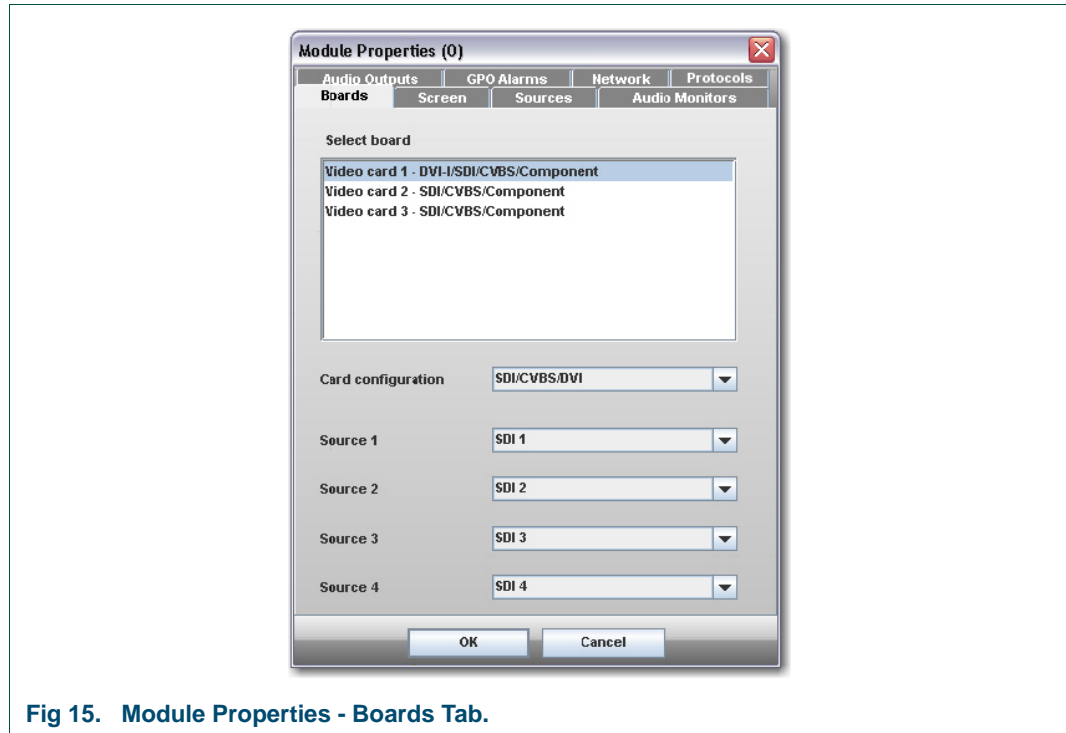 Module Properties (0)
Audio Outputs GPO Alarms Network Protocols
Boards Screen Sources Audio Monitors
Select board
Video card 1 - DVI-I/SDI/CVBS/Component
Video card 2 - SDI/CVBS/Component
Video card 3 - SDI/CVBS/Component
Card configuration SDI/CVBS/DVI
Source 1 SDI 1
Source 2 SDI 2
Source 3 SDI 3
Source 4 SDI 4
OK Cancel
Fig 15. Module Properties - Boards Tab.